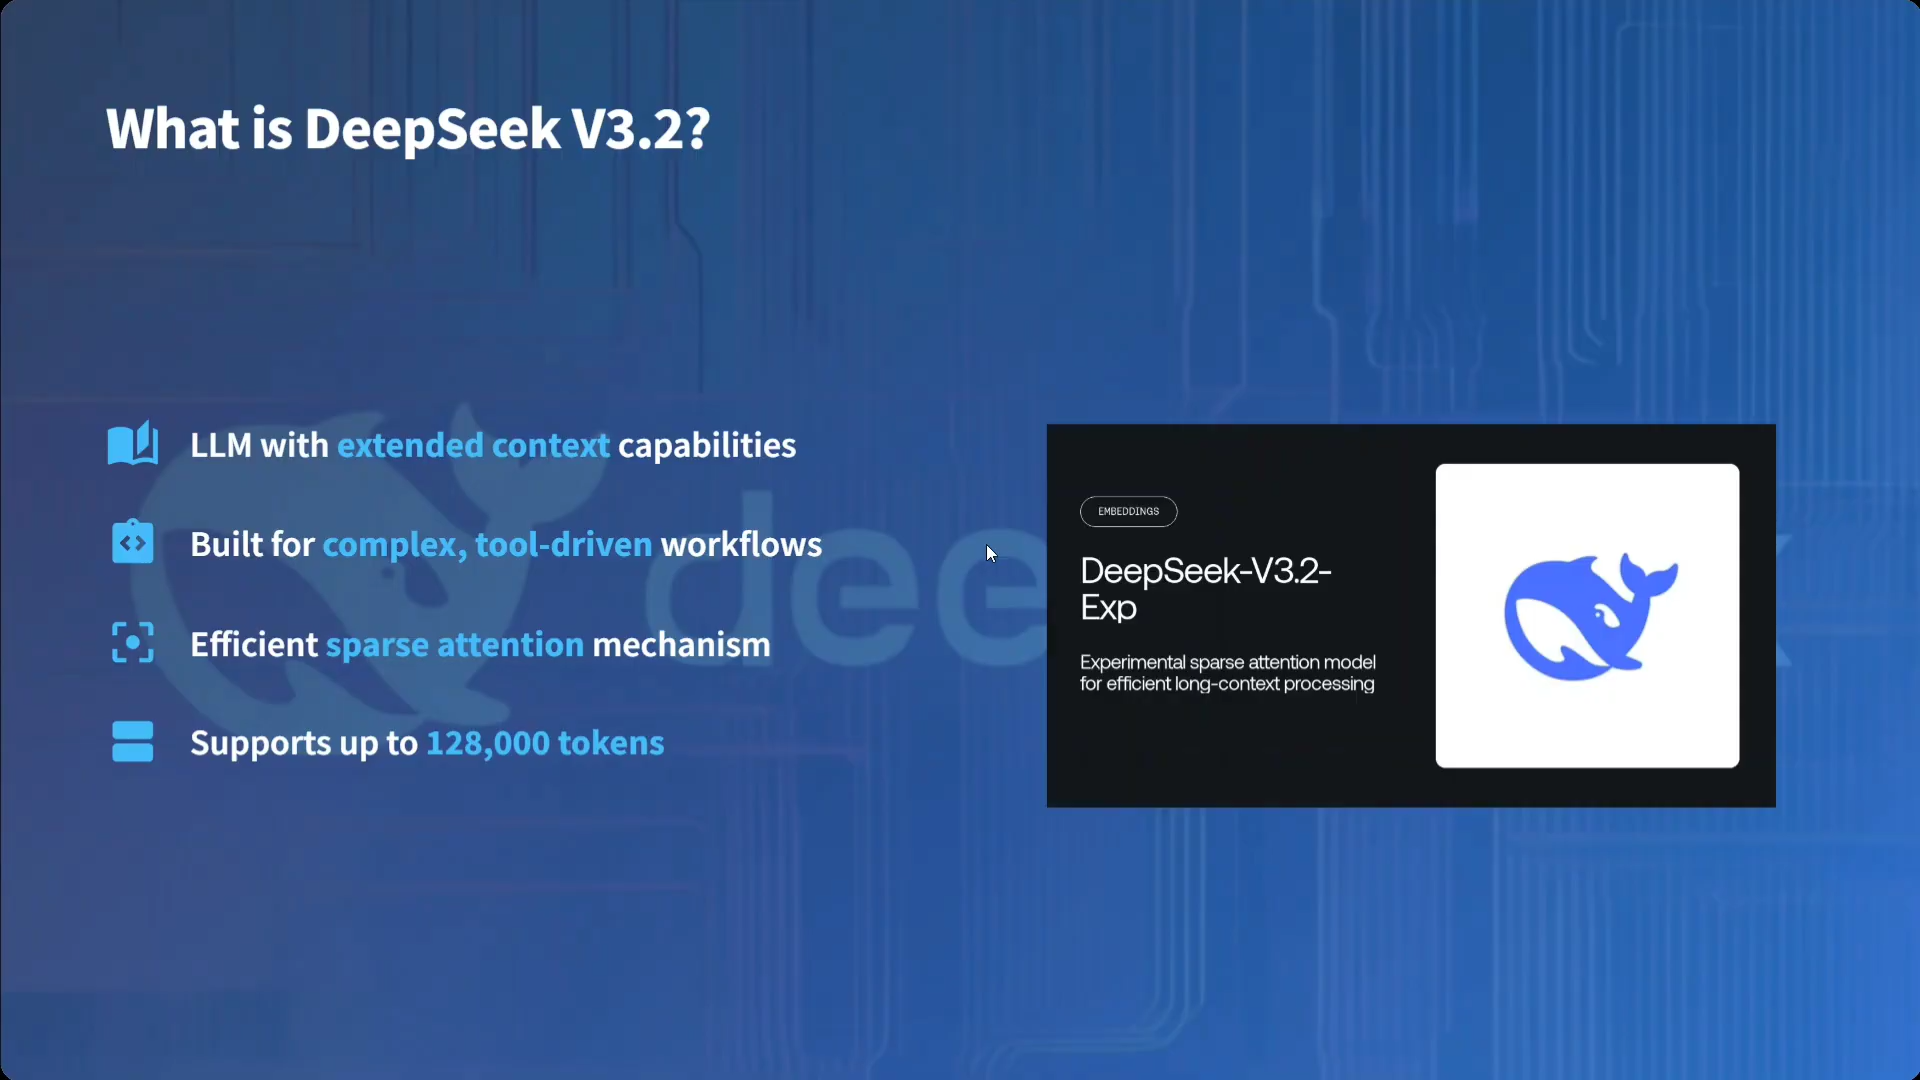 What is DeepSeek V3.2?
LLM with extended context capabilities
Built for complex, tool-driven workflows
Efficient sparse attention mechanism
Supports up to 128,000 tokens
dee
EMBEDDINGS
DeepSeek-V3.2-
Exp
Experimental sparse attention model
for efficient long-context processing